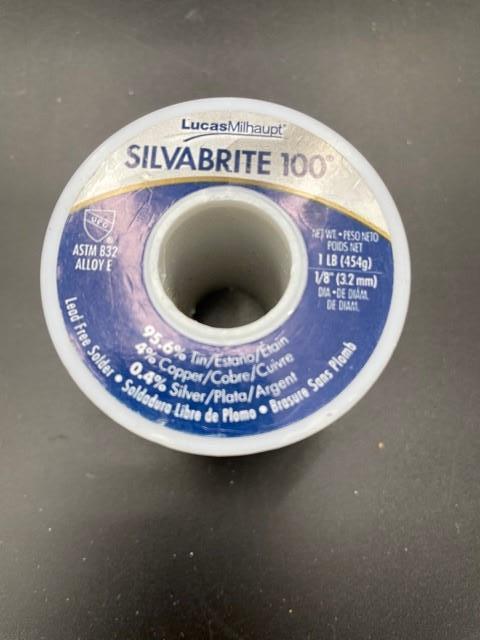 LucasMilhaupt®
SILVABRITE 100®
UPC
®
ASTM B32
ALLOY E
NET WT. • PESO NETO
POIDS NET
1 LB (454g)
1/8" (3.2 mm)
DIA • DE DIÁM.
DE DIAM.
95.6% Tin/Estaño/Étain
4% Copper/Cobre/Cuivre
0.4% Silver/Plata/Argent
Lead Free Solder • Soldadura Libre de Plomo • Brasure Sans Plomb